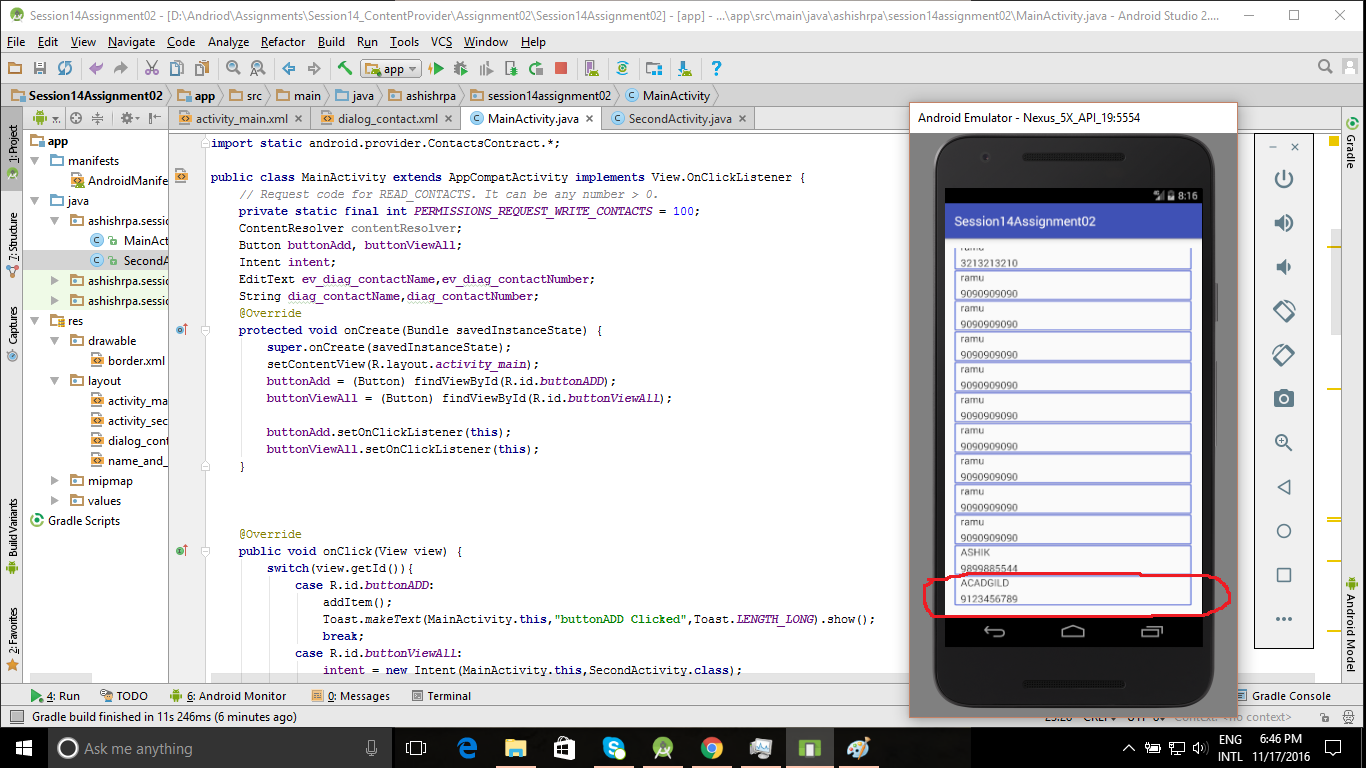 Session14Assignment02 - [D:\Andriod\Assignments\Session14_ContentProvider\Assignment02\Session14Assignment02] - [app] - ...\app\src\main\java\ashishrpa\session14assignment02\MainActivity.java - Android Studio 2....
File Edit View Navigate Code Analyze Refactor Build Run Tools VCS Window Help
app
Session14Assignment02 app src main java ashishrpa session14assignment02 MainActivity
activity_main.xml dialog_contact.xml MainActivity.java SecondActivity.java
1: Project
7: Structure
Captures
Build Variants
2: Favorites
app
manifests
AndroidManife
java
ashishrpa.sessio
MainAct
SecondA
ashishrpa.sessio
ashishrpa.sessio
res
drawable
border.xml
layout
activity_ma
activity_sec
dialog_cont
name_and_
mipmap
values
Gradle Scripts
import static android.provider.ContactsContract.*;
public class MainActivity extends AppCompatActivity implements View.OnClickListener {
// Request code for READ_CONTACTS. It can be any number > 0.
private static final int PERMISSIONS_REQUEST_WRITE_CONTACTS = 100;
ContentResolver contentResolver;
Button buttonAdd, buttonViewAll;
Intent intent;
EditText ev_diag_contactName,ev_diag_contactNumber;
String diag_contactName,diag_contactNumber;
@Override
protected void onCreate(Bundle savedInstanceState) {
super.onCreate(savedInstanceState);
setContentView(R.layout.activity_main);
buttonAdd = (Button) findViewById(R.id.buttonADD);
buttonViewAll = (Button) findViewById(R.id.buttonViewAll);
buttonAdd.setOnClickListener(this);
buttonViewAll.setOnClickListener(this);
}
@Override
public void onClick(View view) {
switch(view.getId()){
case R.id.buttonADD:
addItem();
Toast.makeText(MainActivity.this,"buttonADD Clicked",Toast.LENGTH_LONG).show();
break;
case R.id.buttonViewAll:
intent = new Intent(MainActivity.this,SecondActivity.class);
Android Emulator - Nexus_5X_API_19:5554
8:16
Session14Assignment02
ramu
3213213210
ramu
9090909090
ramu
9090909090
ramu
9090909090
ramu
9090909090
ramu
9090909090
ramu
9090909090
ramu
9090909090
ramu
9090909090
ramu
9090909090
ASHIK
9899885544
ACADGILD
9123456789
Gradle
Android Model
4: Run TODO 6: Android Monitor 0: Messages Terminal Gradle Console
Gradle build finished in 11s 246ms (6 minutes ago)
Context: <no context>
Ask me anything
ENG
INTL
6:46 PM
11/17/2016